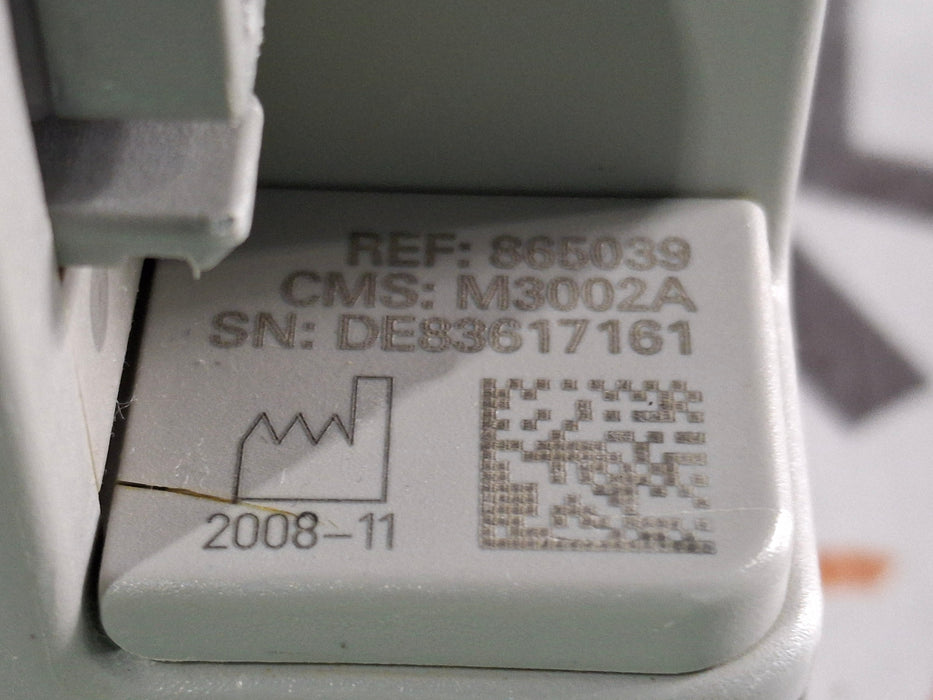 REF: 865039
CMS: M3002A
SN: DE83617161
2008-11